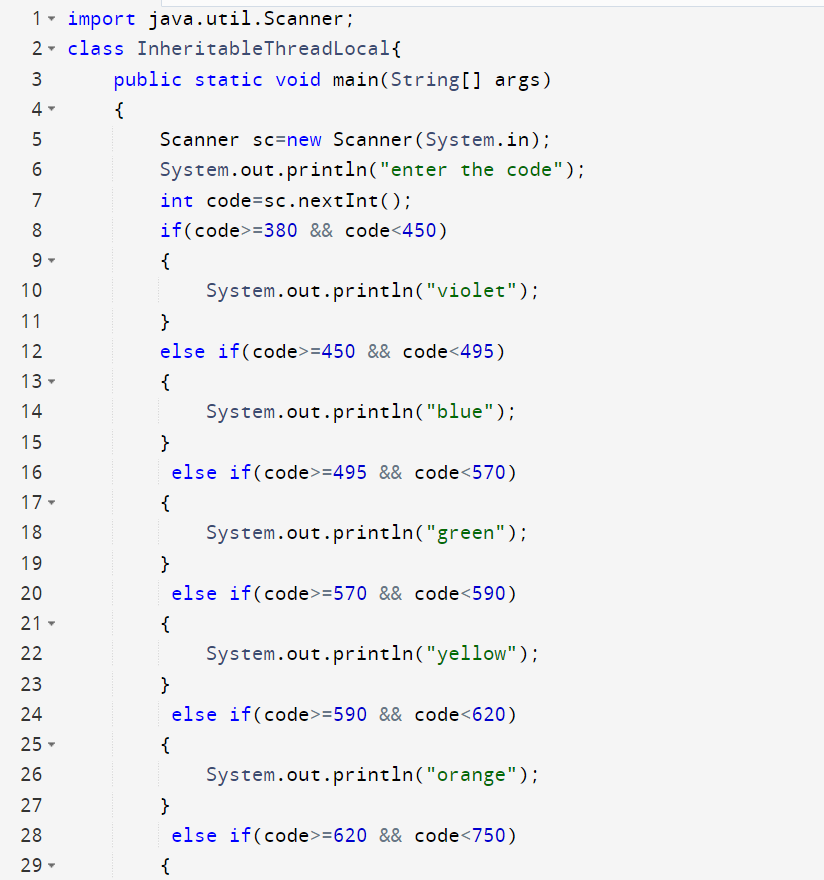 1 import java.util.Scanner;
2 class InheritableThreadLocal{
3     public static void main(String[] args)
4     {
5         Scanner sc=new Scanner(System.in);
6         System.out.println("enter the code");
7         int code=sc.nextInt();
8         if(code>=380 && code<450)
9         {
10             System.out.println("violet");
11         }
12         else if(code>=450 && code<495)
13         {
14             System.out.println("blue");
15         }
16          else if(code>=495 && code<570)
17         {
18             System.out.println("green");
19         }
20          else if(code>=570 && code<590)
21         {
22             System.out.println("yellow");
23         }
24          else if(code>=590 && code<620)
25         {
26             System.out.println("orange");
27         }
28          else if(code>=620 && code<750)
29         {